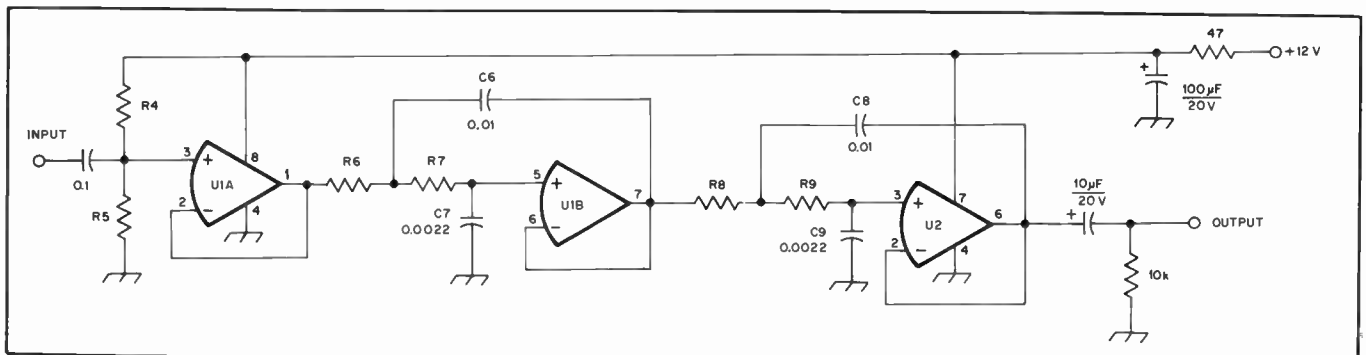 47
+12 V
+
100µF
20V
C6
0.01
C8
0.01
R4
INPUT
0.1
R5
3
+
8
U1A
1
2
−
4
R6
R7
C7
0.0022
5
+
U1B
7
6
−
R8
R9
C9
0.0022
3
+
7
U2
6
2
−
4
10µF
20V
+
OUTPUT
10k